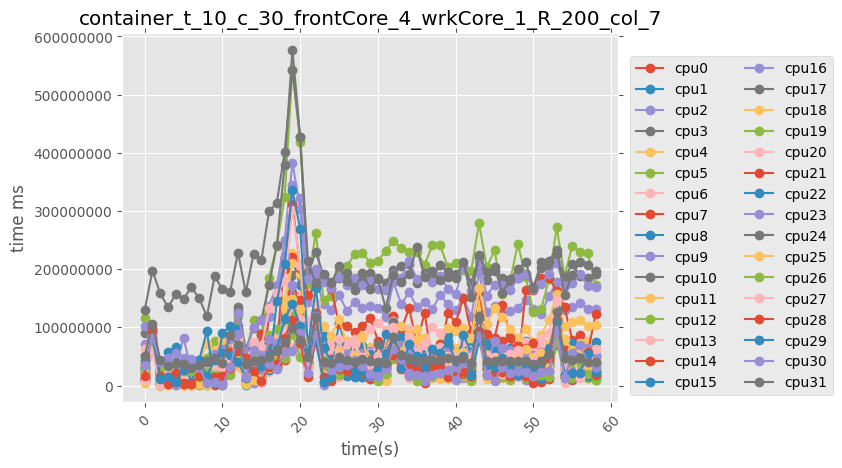 container_t_10_c_30_frontCore_4_wrkCore_1_R_200_col_7
600000000
500000000
400000000
300000000
200000000
100000000
0
time ms
0
10
20
30
40
50
60
time(s)
cpu0
cpu1
cpu2
cpu3
cpu4
cpu5
cpu6
cpu7
cpu8
cpu9
cpu10
cpu11
cpu12
cpu13
cpu14
cpu15
cpu16
cpu17
cpu18
cpu19
cpu20
cpu21
cpu22
cpu23
cpu24
cpu25
cpu26
cpu27
cpu28
cpu29
cpu30
cpu31